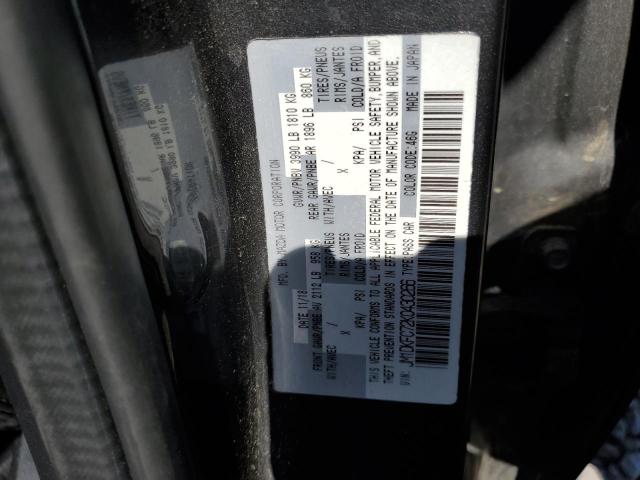 MFG. BY MAZDA MOTOR CORPORATION
DATE 11/18 GVWR/PNBV 3990 LB 1810 KG
FRONT GAWR/PNBE AV 2112 LB 958 KG REAR GAWR/PNBE AR 1896 LB 860 KG
WITH/AVEC TIRES/PNEUS WITH/AVEC TIRES/PNEUS
X RIMS/JANTES X RIMS/JANTES
KPA/ PSI COLD/A FROID KPA/ PSI COLD/A FROID
THIS VEHICLE CONFORMS TO ALL APPLICABLE FEDERAL MOTOR VEHICLE SAFETY, BUMPER, AND
THEFT PREVENTION STANDARDS IN EFFECT ON THE DATE OF MANUFACTURE SHOWN ABOVE.
VIN: JM1DKFC72K0430286 TYPE: PASS CAR COLOR CODE: 46G MADE IN JAPAN